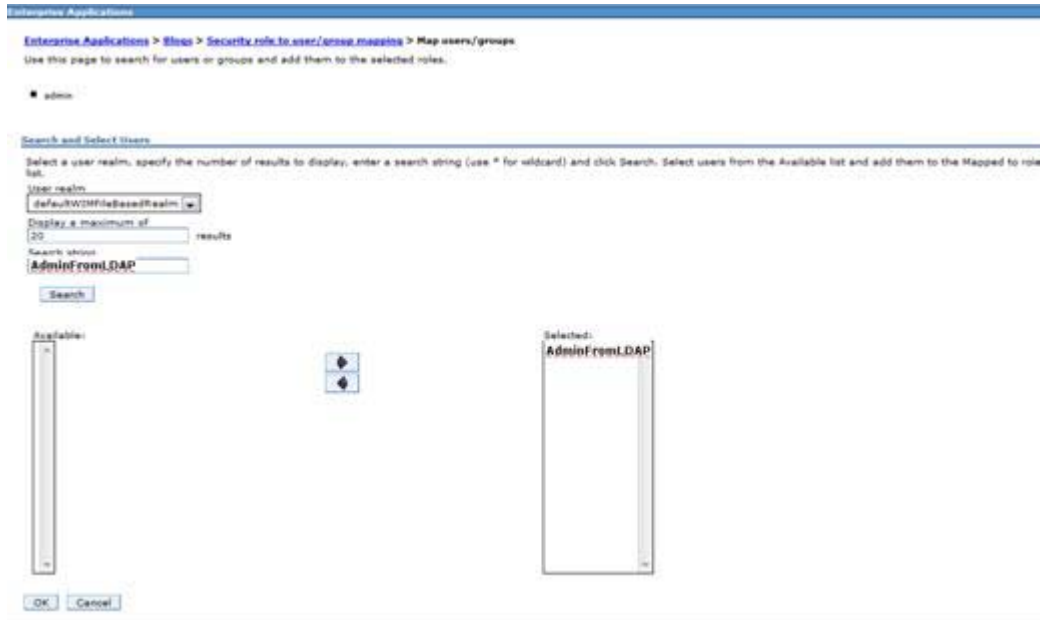 Enterprise Applications
Enterprise Applications > Blogs > Security role to user/group mapping > Map users/groups
Use this page to search for users or groups and add them to the selected roles.
admin
Search and Select Users
Select a user realm, specify the number of results to display, enter a search string (use * for wildcard) and click Search. Select users from the Available list and add them to the Mapped to role
list.
User realm
defaultWIMFileBasedRealm
Display a maximum of
20 results
Search string
AdminFromLDAP
Search
Available: Selected:
AdminFromLDAP
OK Cancel